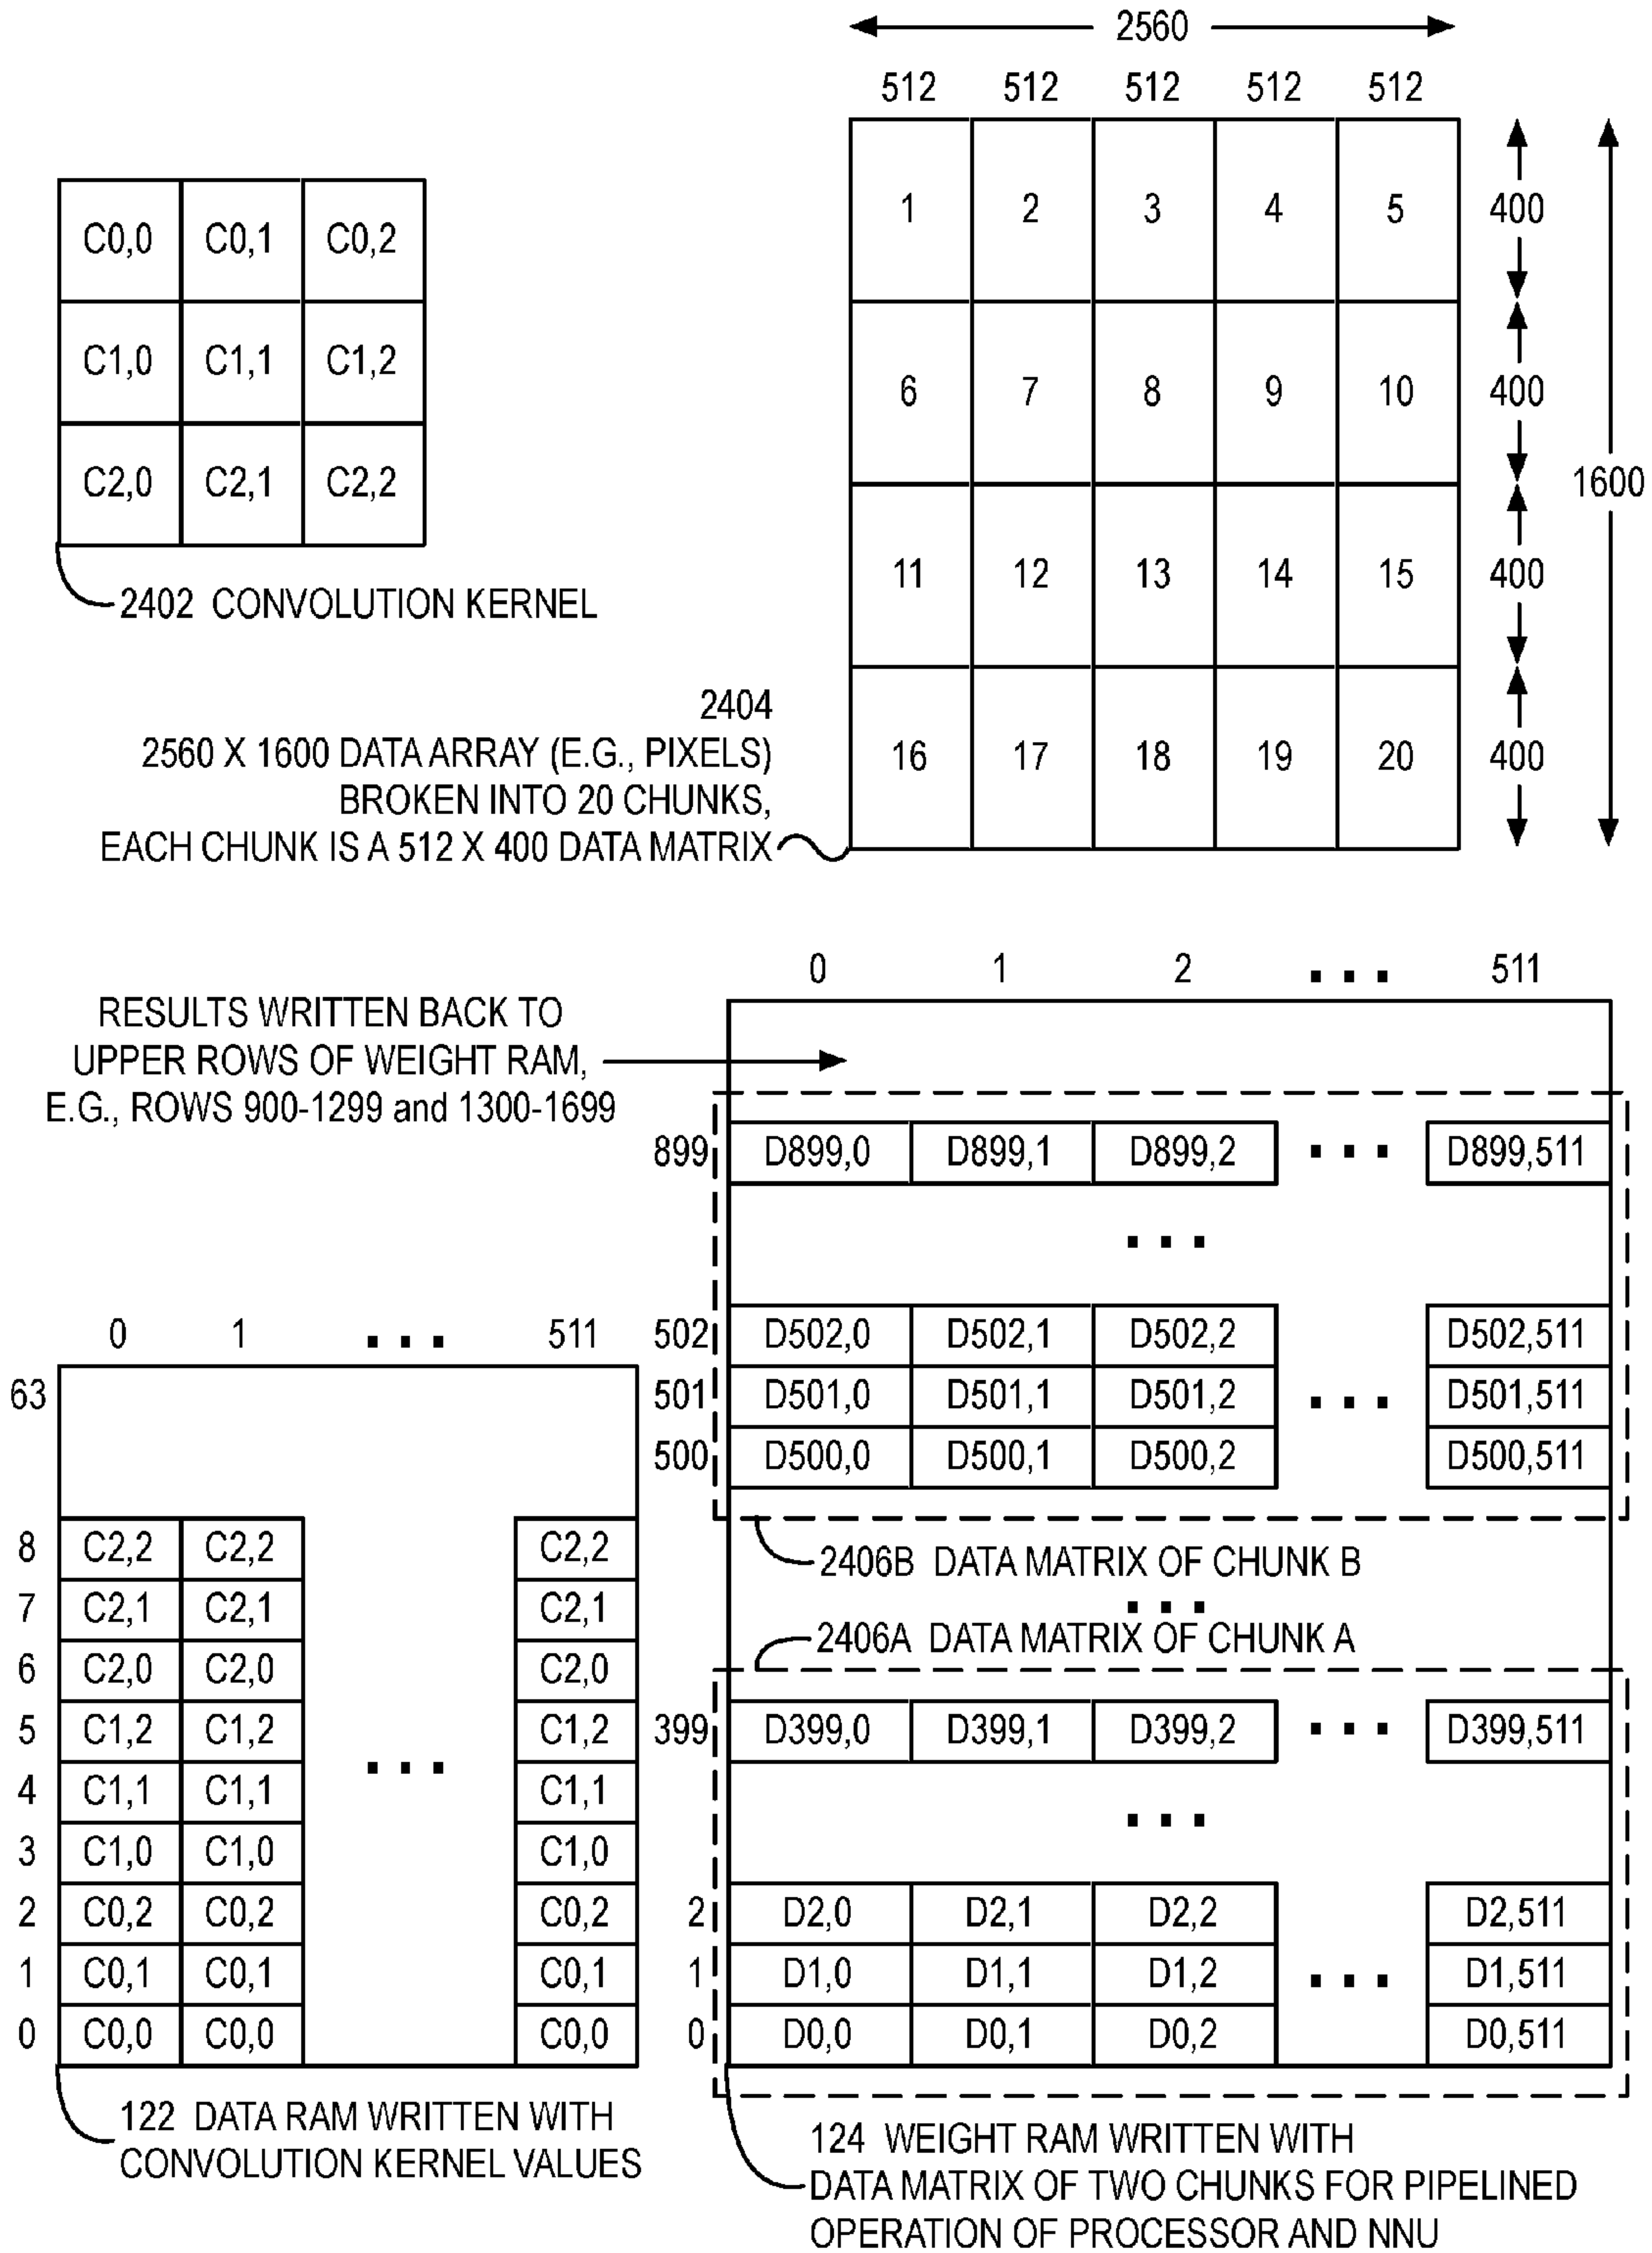 2560
512 512 512 512 512
1 2 3 4 5 400
6 7 8 9 10 400
11 12 13 14 15 400
16 17 18 19 20 400
1600
C0,0 C0,1 C0,2
C1,0 C1,1 C1,2
C2,0 C2,1 C2,2
2402 CONVOLUTION KERNEL
2404
2560 X 1600 DATA ARRAY (E.G., PIXELS)
BROKEN INTO 20 CHUNKS,
EACH CHUNK IS A 512 X 400 DATA MATRIX
RESULTS WRITTEN BACK TO
UPPER ROWS OF WEIGHT RAM,
E.G., ROWS 900-1299 and 1300-1699
0 1 2 ... 511
899 D899,0 D899,1 D899,2 ... D899,511
...
502 D502,0 D502,1 D502,2 D502,511
501 D501,0 D501,1 D501,2 ... D501,511
500 D500,0 D500,1 D500,2 D500,511
2406B DATA MATRIX OF CHUNK B
...
2406A DATA MATRIX OF CHUNK A
399 D399,0 D399,1 D399,2 ... D399,511
...
2 D2,0 D2,1 D2,2 D2,511
1 D1,0 D1,1 D1,2 ... D1,511
0 D0,0 D0,1 D0,2 D0,511
124 WEIGHT RAM WRITTEN WITH
DATA MATRIX OF TWO CHUNKS FOR PIPELINED
OPERATION OF PROCESSOR AND NNU
0 1 ... 511
63
8 C2,2 C2,2 C2,2
7 C2,1 C2,1 C2,1
6 C2,0 C2,0 C2,0
5 C1,2 C1,2 C1,2
4 C1,1 C1,1 ... C1,1
3 C1,0 C1,0 C1,0
2 C0,2 C0,2 C0,2
1 C0,1 C0,1 C0,1
0 C0,0 C0,0 C0,0
122 DATA RAM WRITTEN WITH
CONVOLUTION KERNEL VALUES